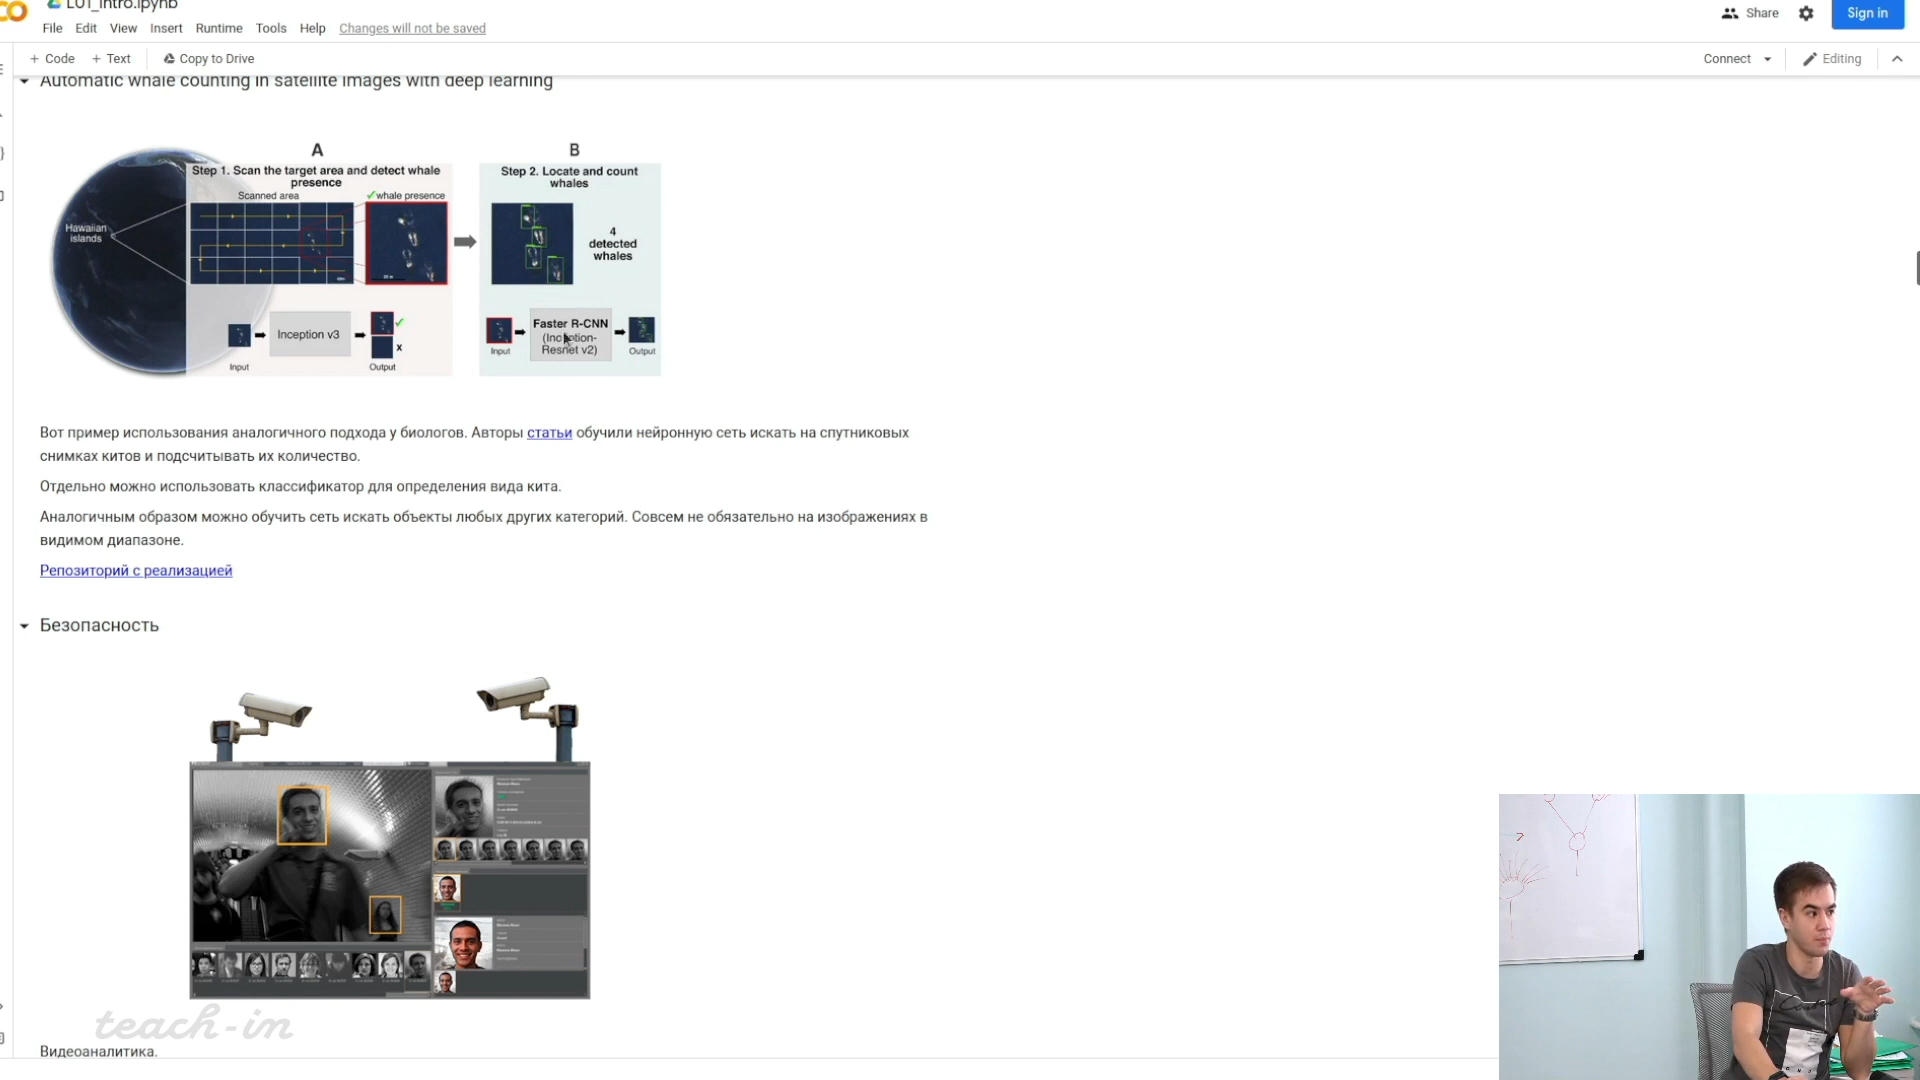 L01_intro.ipynb
File Edit View Insert Runtime Tools Help Changes will not be saved
Share
Sign in
+ Code + Text Copy to Drive
Connect
Editing
Automatic whale counting in satellite images with deep learning
A
B
Step 1. Scan the target area and detect whale
presence
Scanned area
✓whale presence
Hawaiian
islands
Step 2. Locate and count
whales
4
detected
whales
Inception v3
Input
Output
x
Faster R-CNN
(Inception-
Resnet v2)
Input
Output
Вот пример использования аналогичного подхода у биологов. Авторы статьи обучили нейронную сеть искать на спутниковых
снимках китов и подсчитывать их количество.
Отдельно можно использовать классификатор для определения вида кита.
Аналогичным образом можно обучить сеть искать объекты любых других категорий. Совсем не обязательно на изображениях в
видимом диапазоне.
Репозиторий с реализацией
Безопасность
teach-in
Видеоаналитика.